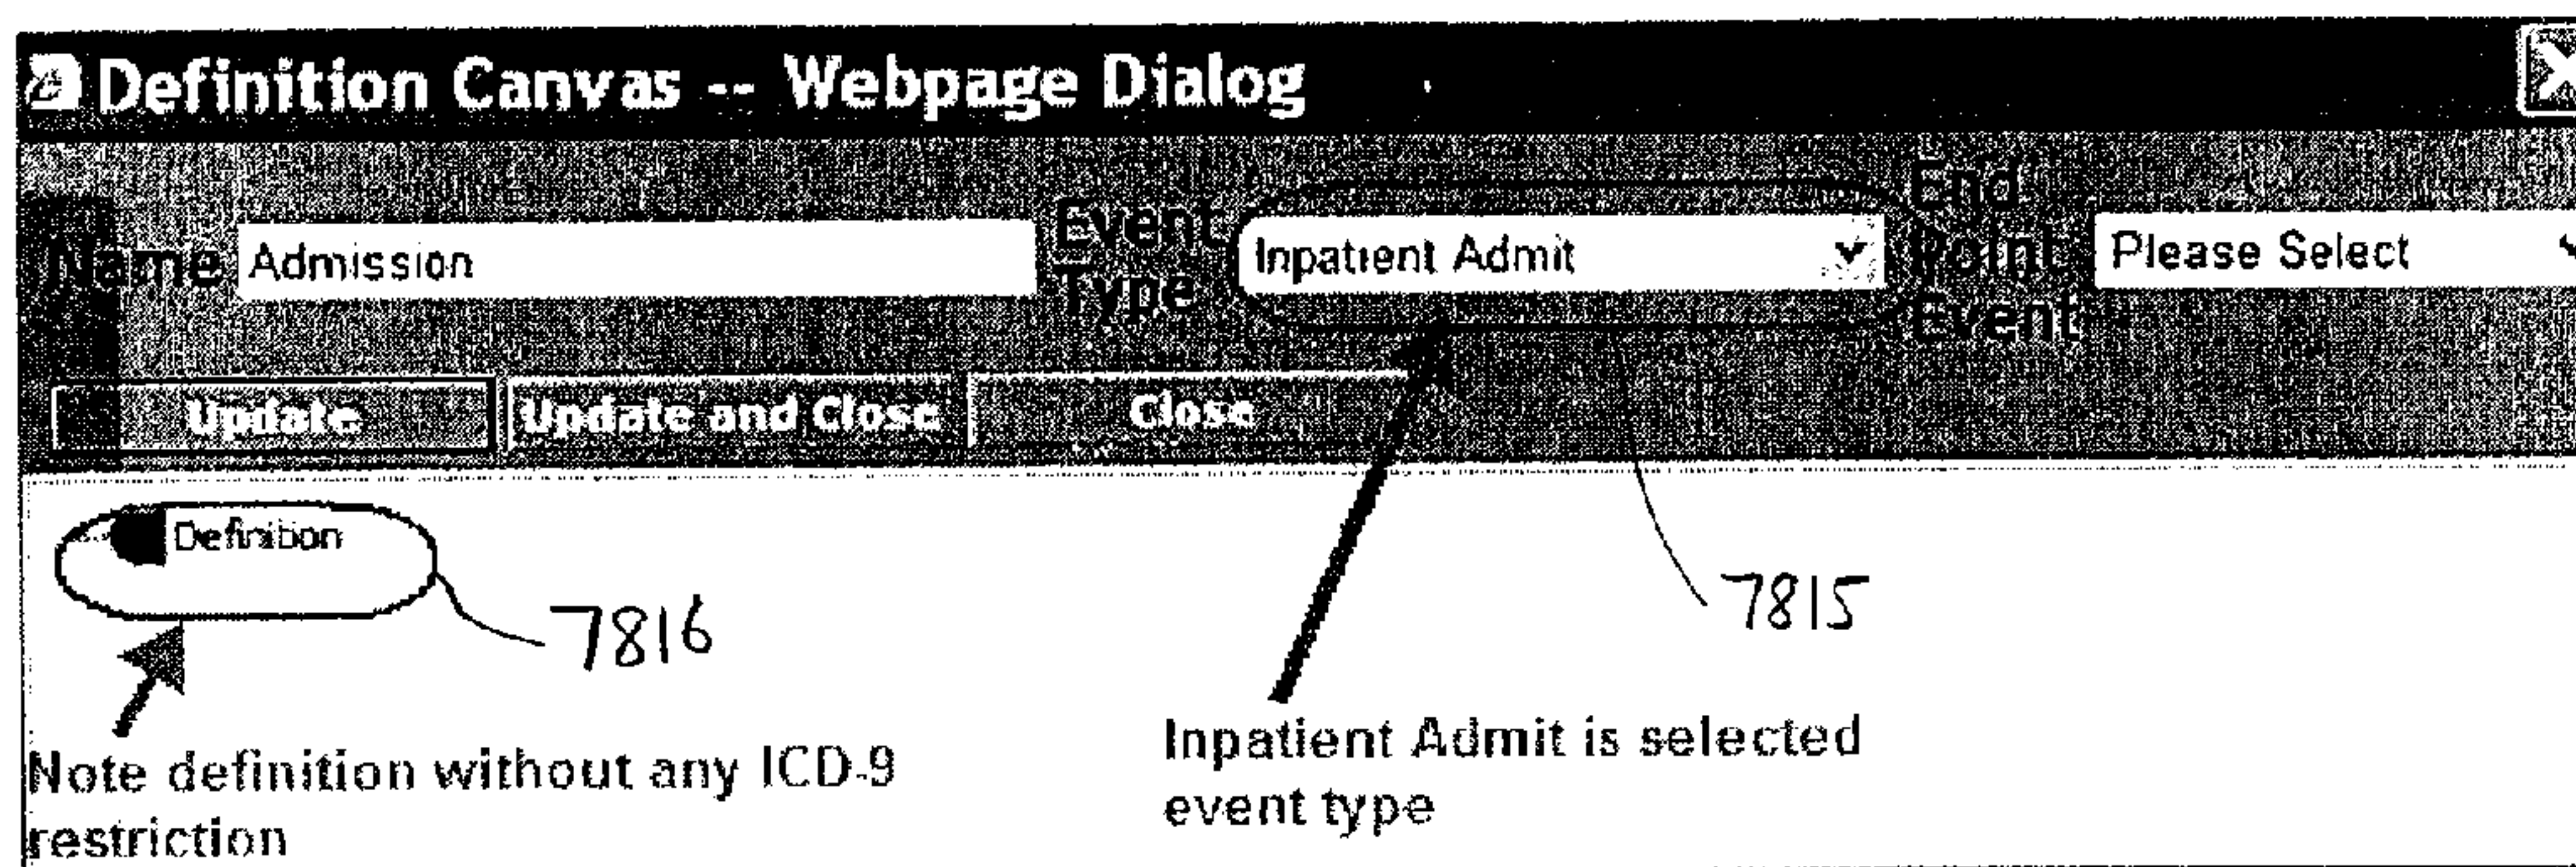 Definition Canvas -- Webpage Dialog
Name Admission Event Type Inpatient Admit End Point Event Please Select
Update Update and Close Close
Definition
7816
7815
Note definition without any ICD-9
restriction
Inpatient Admit is selected
event type